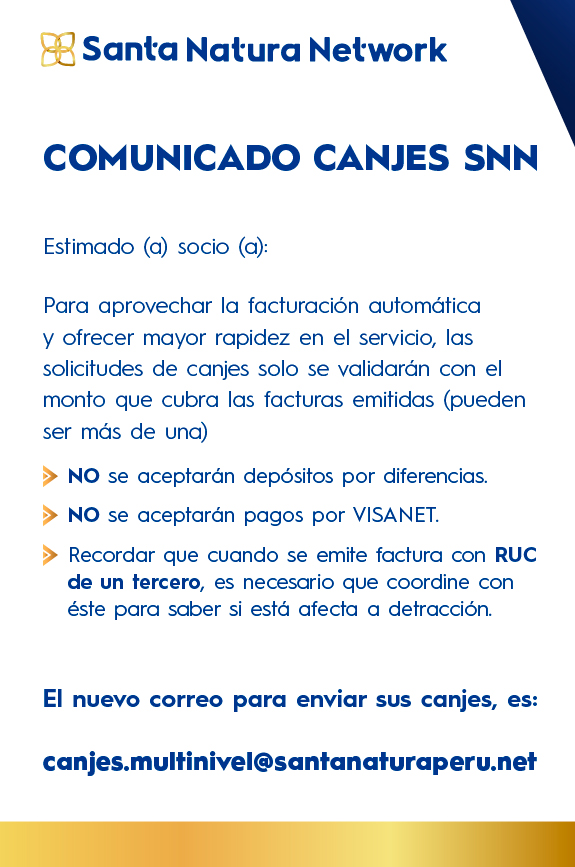 Santa Natura Network
COMUNICADO CANJES SNN
Estimado (a) socio (a):
Para aprovechar la facturación automática
y ofrecer mayor rapidez en el servicio, las
solicitudes de canjes solo se validarán con el
monto que cubra las facturas emitidas (pueden
ser más de una)
NO se aceptarán depósitos por diferencias.
NO se aceptarán pagos por VISANET.
Recordar que cuando se emite factura con RUC
de un tercero, es necesario que coordine con
éste para saber si está afecta a detracción.
El nuevo correo para enviar sus canjes, es:
canjes.multinivel@santanaturaperu.net